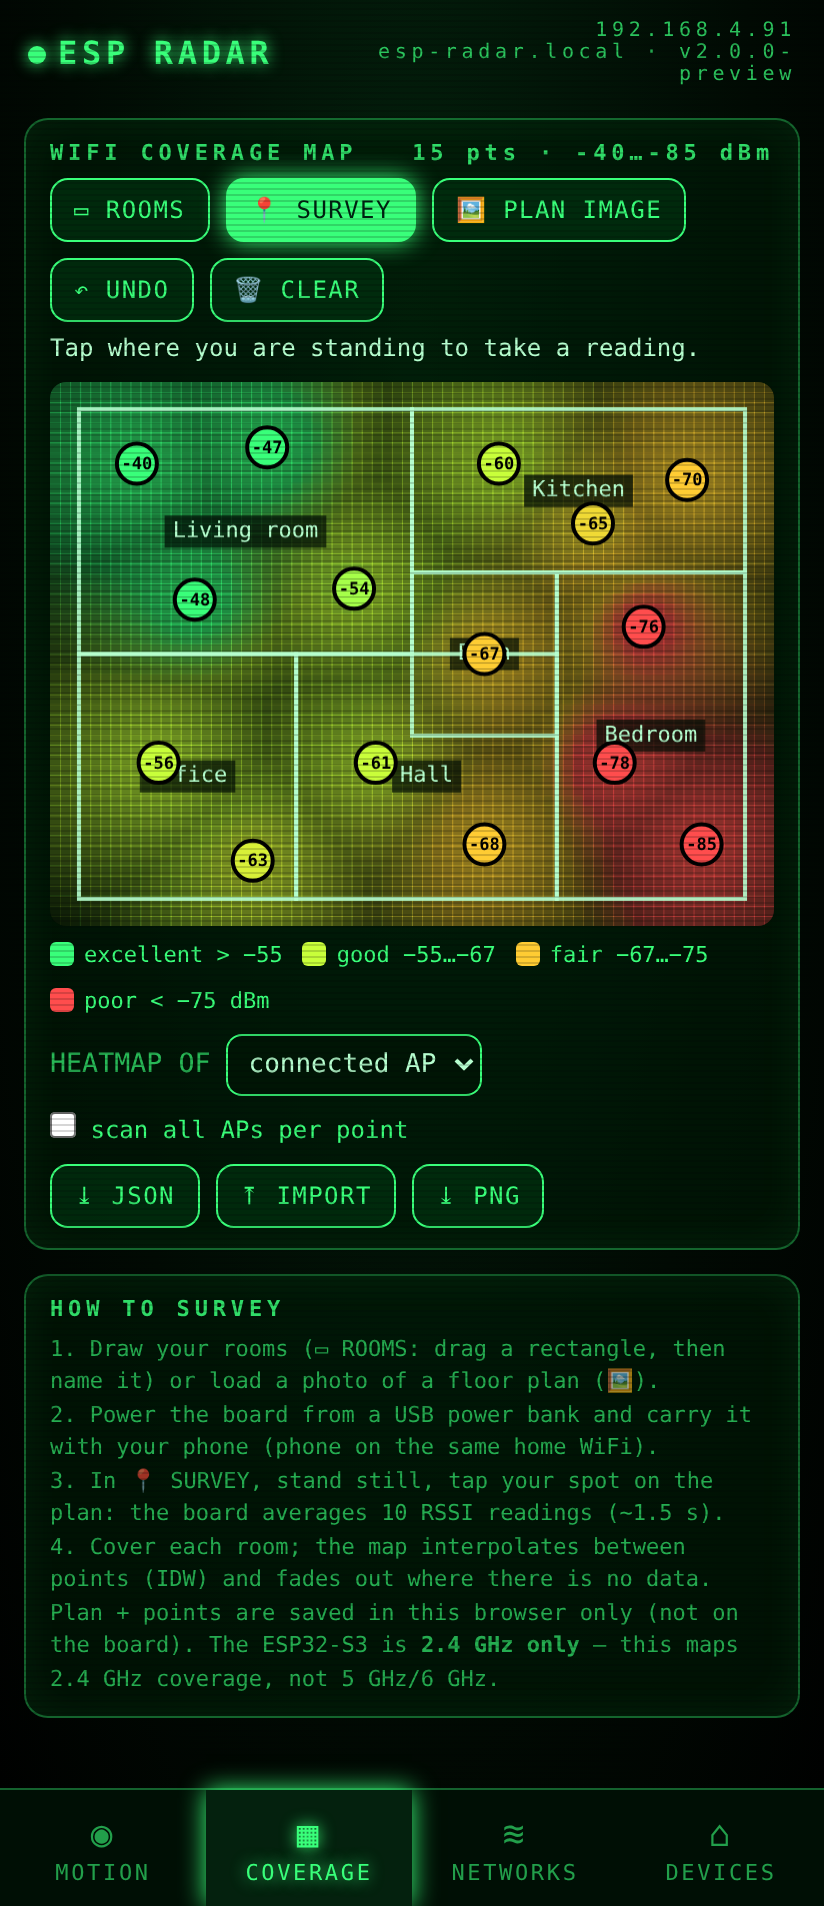 ESP RADAR
192.168.4.91
esp-radar.local · v2.0.0-
preview
WIFI COVERAGE MAP 15 pts · -40…-85 dBm
▭ ROOMS 📍 SURVEY 🖼️ PLAN IMAGE
↶ UNDO 🗑️ CLEAR
Tap where you are standing to take a reading.
-40 -47 -60 -70
Kitchen
-65
Living room
-48 -54
-76
-67
Bedroom
-56 -61 -78
Hall
-63 -68 -85
excellent > −55 good −55…−67 fair −67…−75
poor < −75 dBm
HEATMAP OF connected AP
scan all APs per point
⤓ JSON ⤒ IMPORT ⤓ PNG
HOW TO SURVEY
1. Draw your rooms (▭ ROOMS: drag a rectangle, then
name it) or load a photo of a floor plan (🖼️).
2. Power the board from a USB power bank and carry it
with your phone (phone on the same home WiFi).
3. In 📍 SURVEY, stand still, tap your spot on the
plan: the board averages 10 RSSI readings (~1.5 s).
4. Cover each room; the map interpolates between
points (IDW) and fades out where there is no data.
Plan + points are saved in this browser only (not on
the board). The ESP32-S3 is 2.4 GHz only — this maps
2.4 GHz coverage, not 5 GHz/6 GHz.
MOTION COVERAGE NETWORKS DEVICES